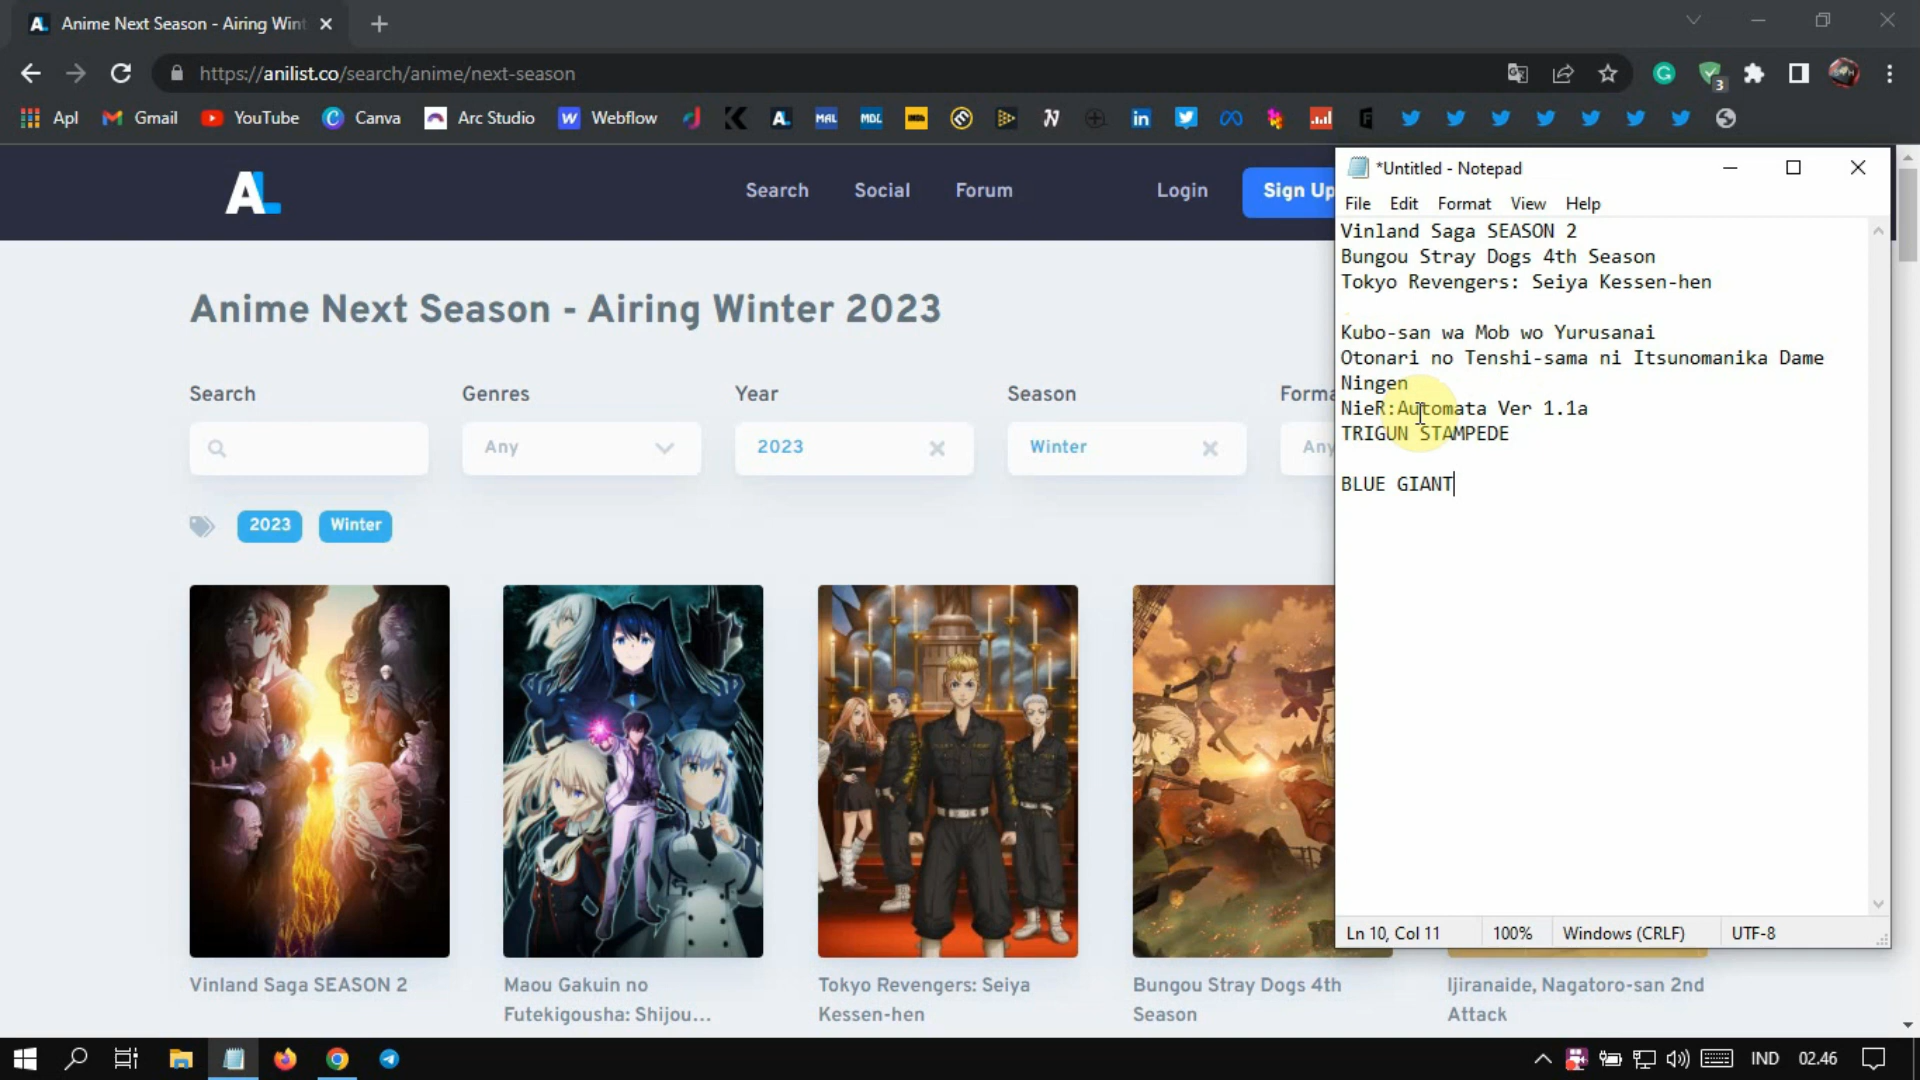 Anime Next Season - Airing Wint
https://anilist.co/search/anime/next-season
3
Apl Gmail YouTube Canva Arc Studio Webflow MAL MDL IMDb
AL Search Social Forum Login Sign Up
*Untitled - Notepad
File Edit Format View Help
Vinland Saga SEASON 2
Bungou Stray Dogs 4th Season
Tokyo Revengers: Seiya Kessen-hen
Kubo-san wa Mob wo Yurusanai
Otonari no Tenshi-sama ni Itsunomanika Dame
Ningen
NieR:Automata Ver 1.1a
TRIGUN STAMPEDE
BLUE GIANT
Ln 10, Col 11 100% Windows (CRLF) UTF-8
Anime Next Season - Airing Winter 2023
Search Genres Year Season Forma
Any 2023 Winter Any
2023 Winter
Vinland Saga SEASON 2
Maou Gakuin no
Futekigousha: Shijou...
Tokyo Revengers: Seiya
Kessen-hen
Bungou Stray Dogs 4th
Season
Ijiranaide, Nagatoro-san 2nd
Attack
IND 02.46